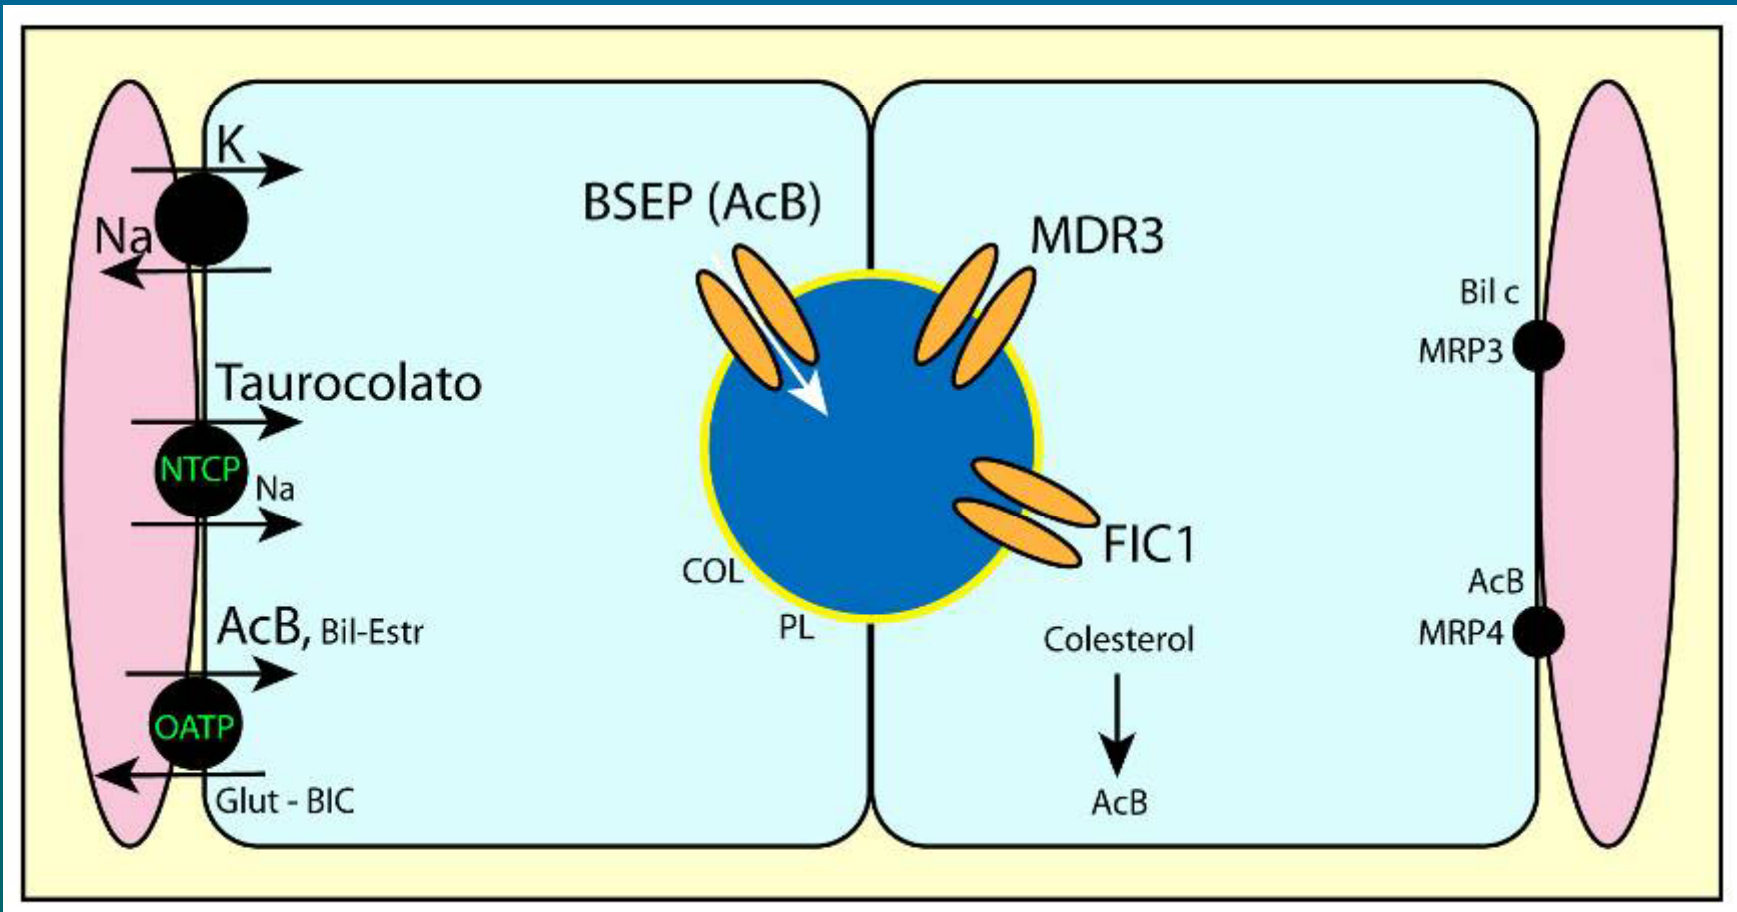 K
Na
BSEP (AcB)
MDR3
Bil c
MRP3
Taurocolato
NTCP
Na
FIC1
COL
PL
AcB, Bil-Estr
Colesterol
AcB
MRP4
OATP
Glut - BIC
AcB